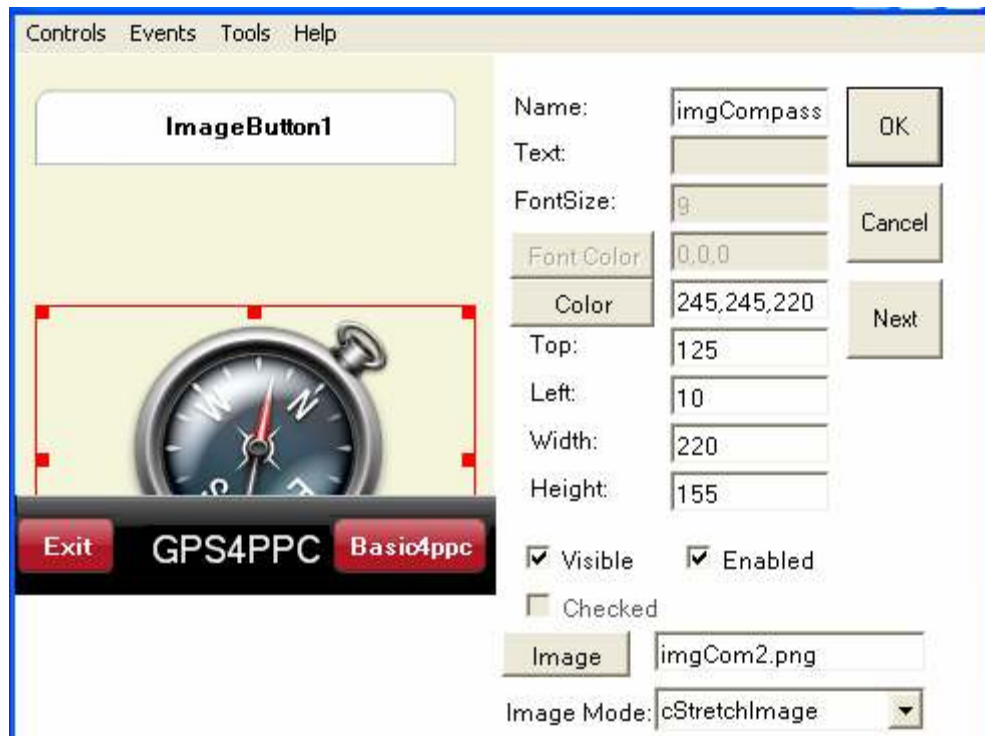 Controls Events Tools Help
ImageButton1
W N
S E
Exit GPS4PPC Basic4ppc
Name: imgCompass
Text:
FontSize: 9
Font Color 0,0,0
Color 245,245,220
Top: 125
Left: 10
Width: 220
Height: 155
OK
Cancel
Next
Visible Enabled
Checked
Image imgCom2.png
Image Mode: cStretchImage